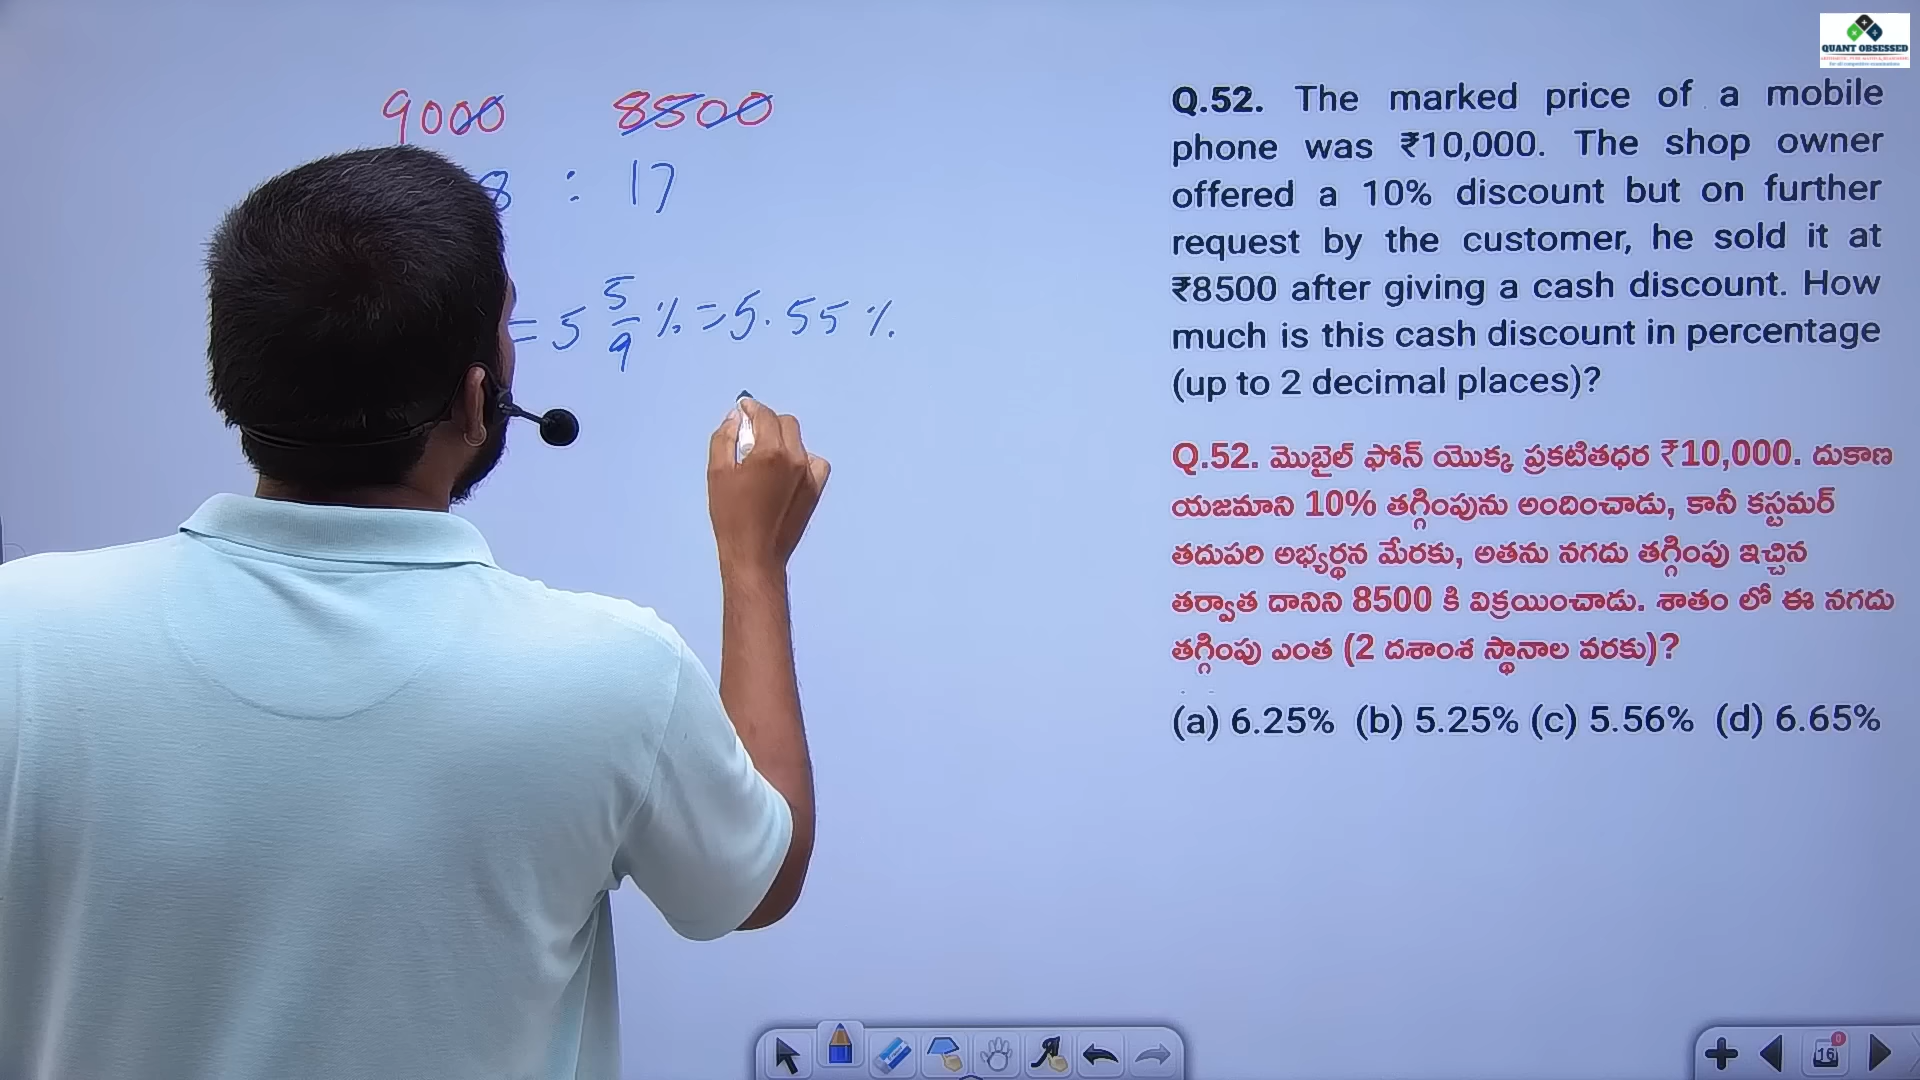 QUANT OBSESSED
9000 8500
8 : 17
= 5 5/9 % = 5.55 %
Q.52. The marked price of a mobile
phone was ₹10,000. The shop owner
offered a 10% discount but on further
request by the customer, he sold it at
₹8500 after giving a cash discount. How
much is this cash discount in percentage
(up to 2 decimal places)?
Q.52. మొబైల్ ఫోన్ యొక్క ప్రకటితధర ₹10,000. దుకాణ
యజమాని 10% తగ్గింపును అందించాడు, కానీ కస్టమర్
తదుపరి అభ్యర్థన మేరకు, అతను నగదు తగ్గింపు ఇచ్చిన
తర్వాత దానిని 8500 కి విక్రయించాడు. శాతం లో ఈ నగదు
తగ్గింపు ఎంత (2 దశాంశ స్థానాల వరకు)?
(a) 6.25% (b) 5.25% (c) 5.56% (d) 6.65%
16
0